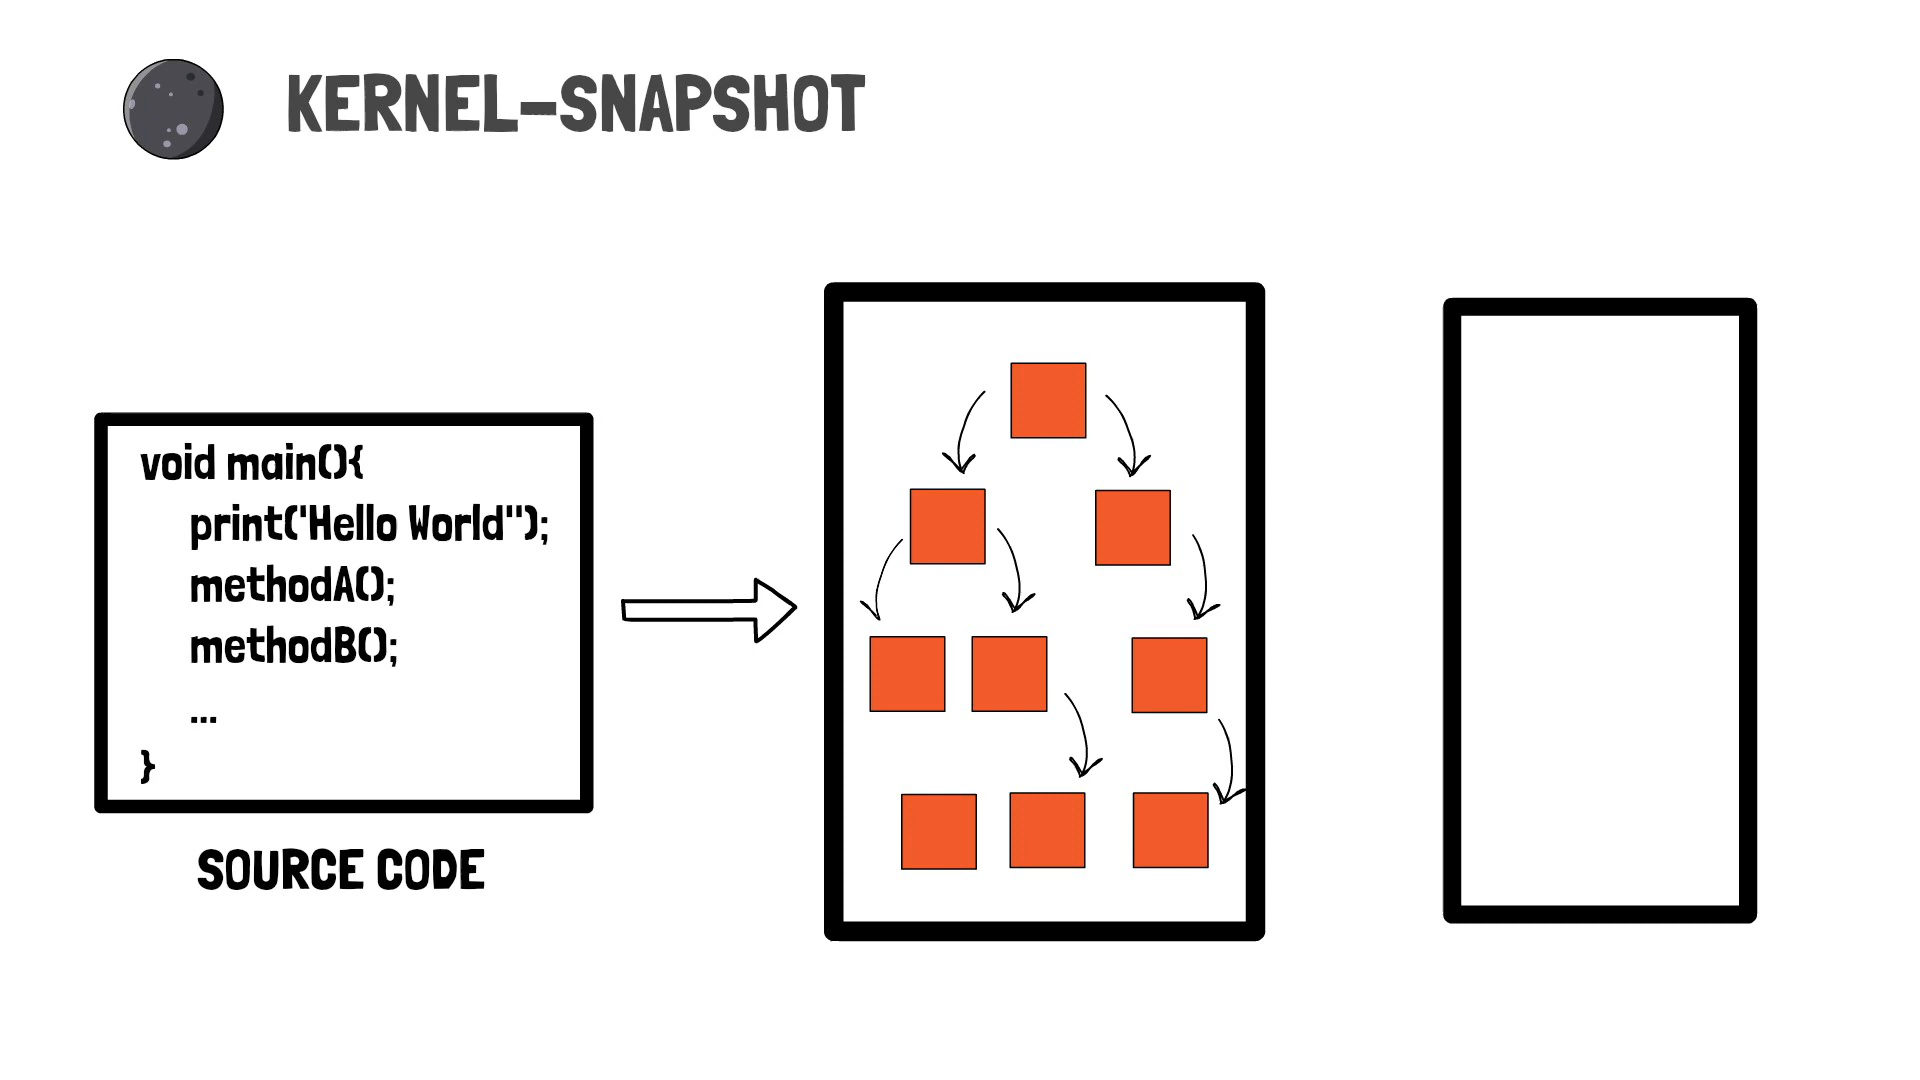 KERNEL-SNAPSHOT
void main(){
print('Hello World");
methodA();
methodB();
...
}
SOURCE CODE